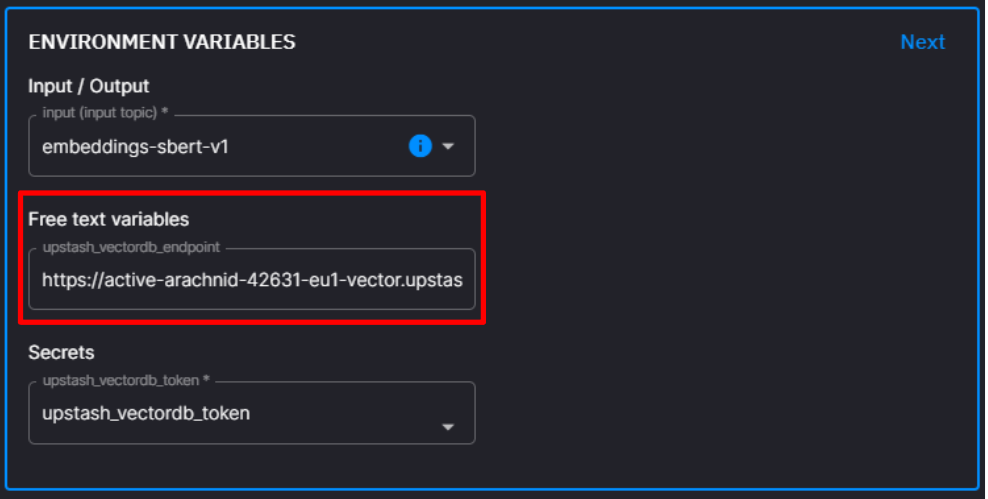 ENVIRONMENT VARIABLES
Next
Input / Output
input (input topic) *
embeddings-sbert-v1
i
Free text variables
upstash_vectordb_endpoint
https://active-arachnid-42631-eu1-vector.upstas
Secrets
upstash_vectordb_token *
upstash_vectordb_token